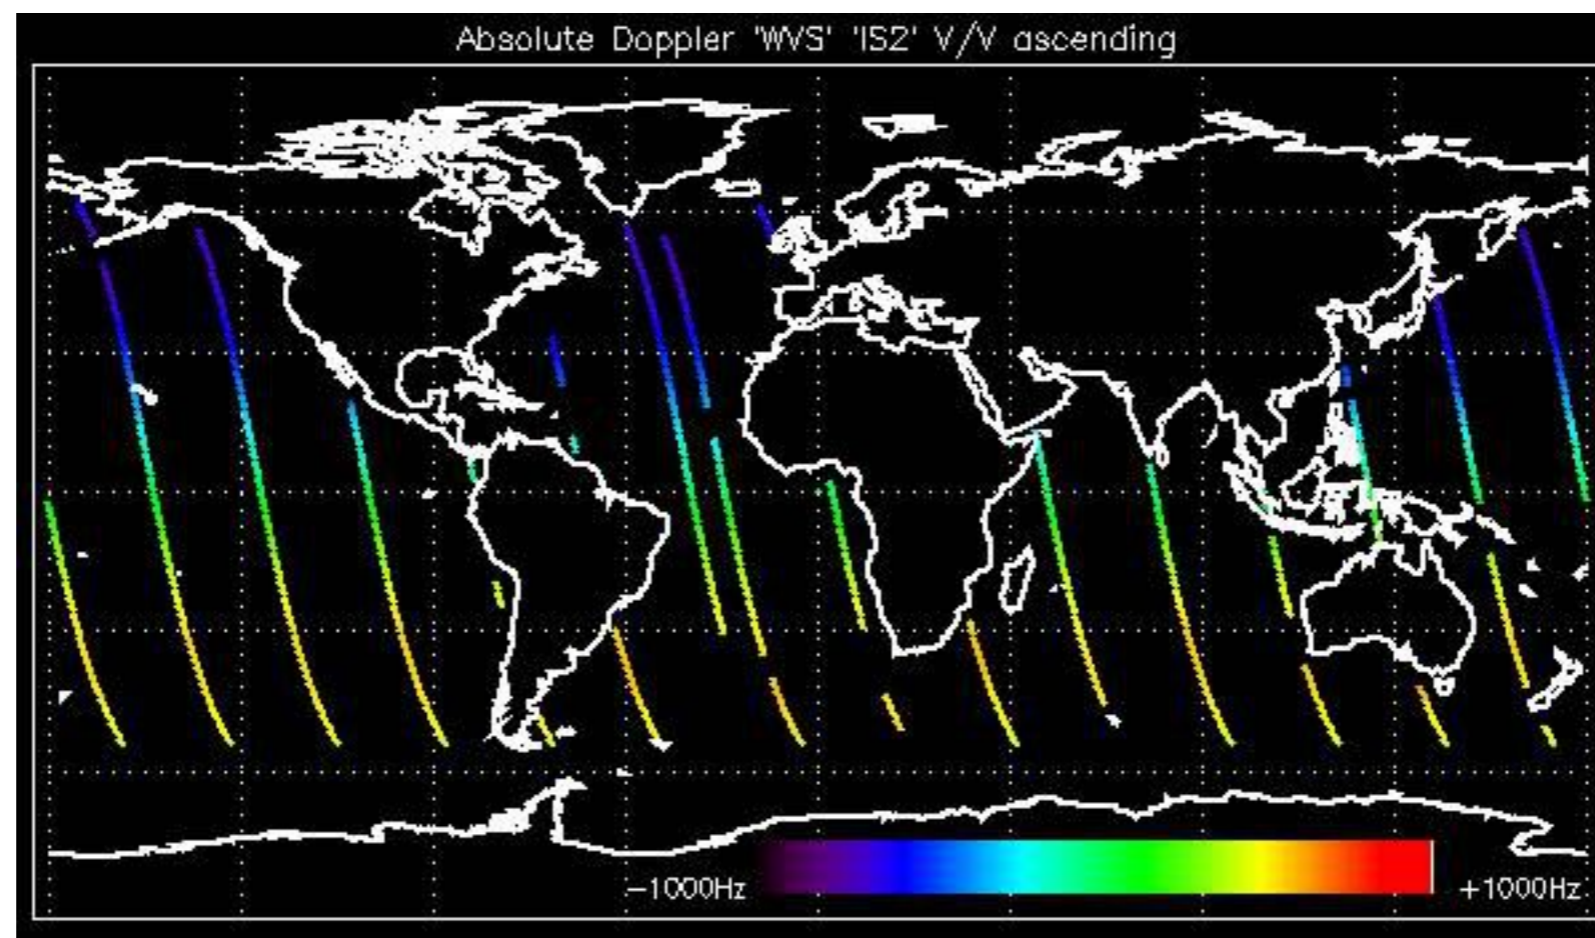 Absolute Doppler 'WVS' 'IS2' V/V ascending
−1000Hz
+1000Hz